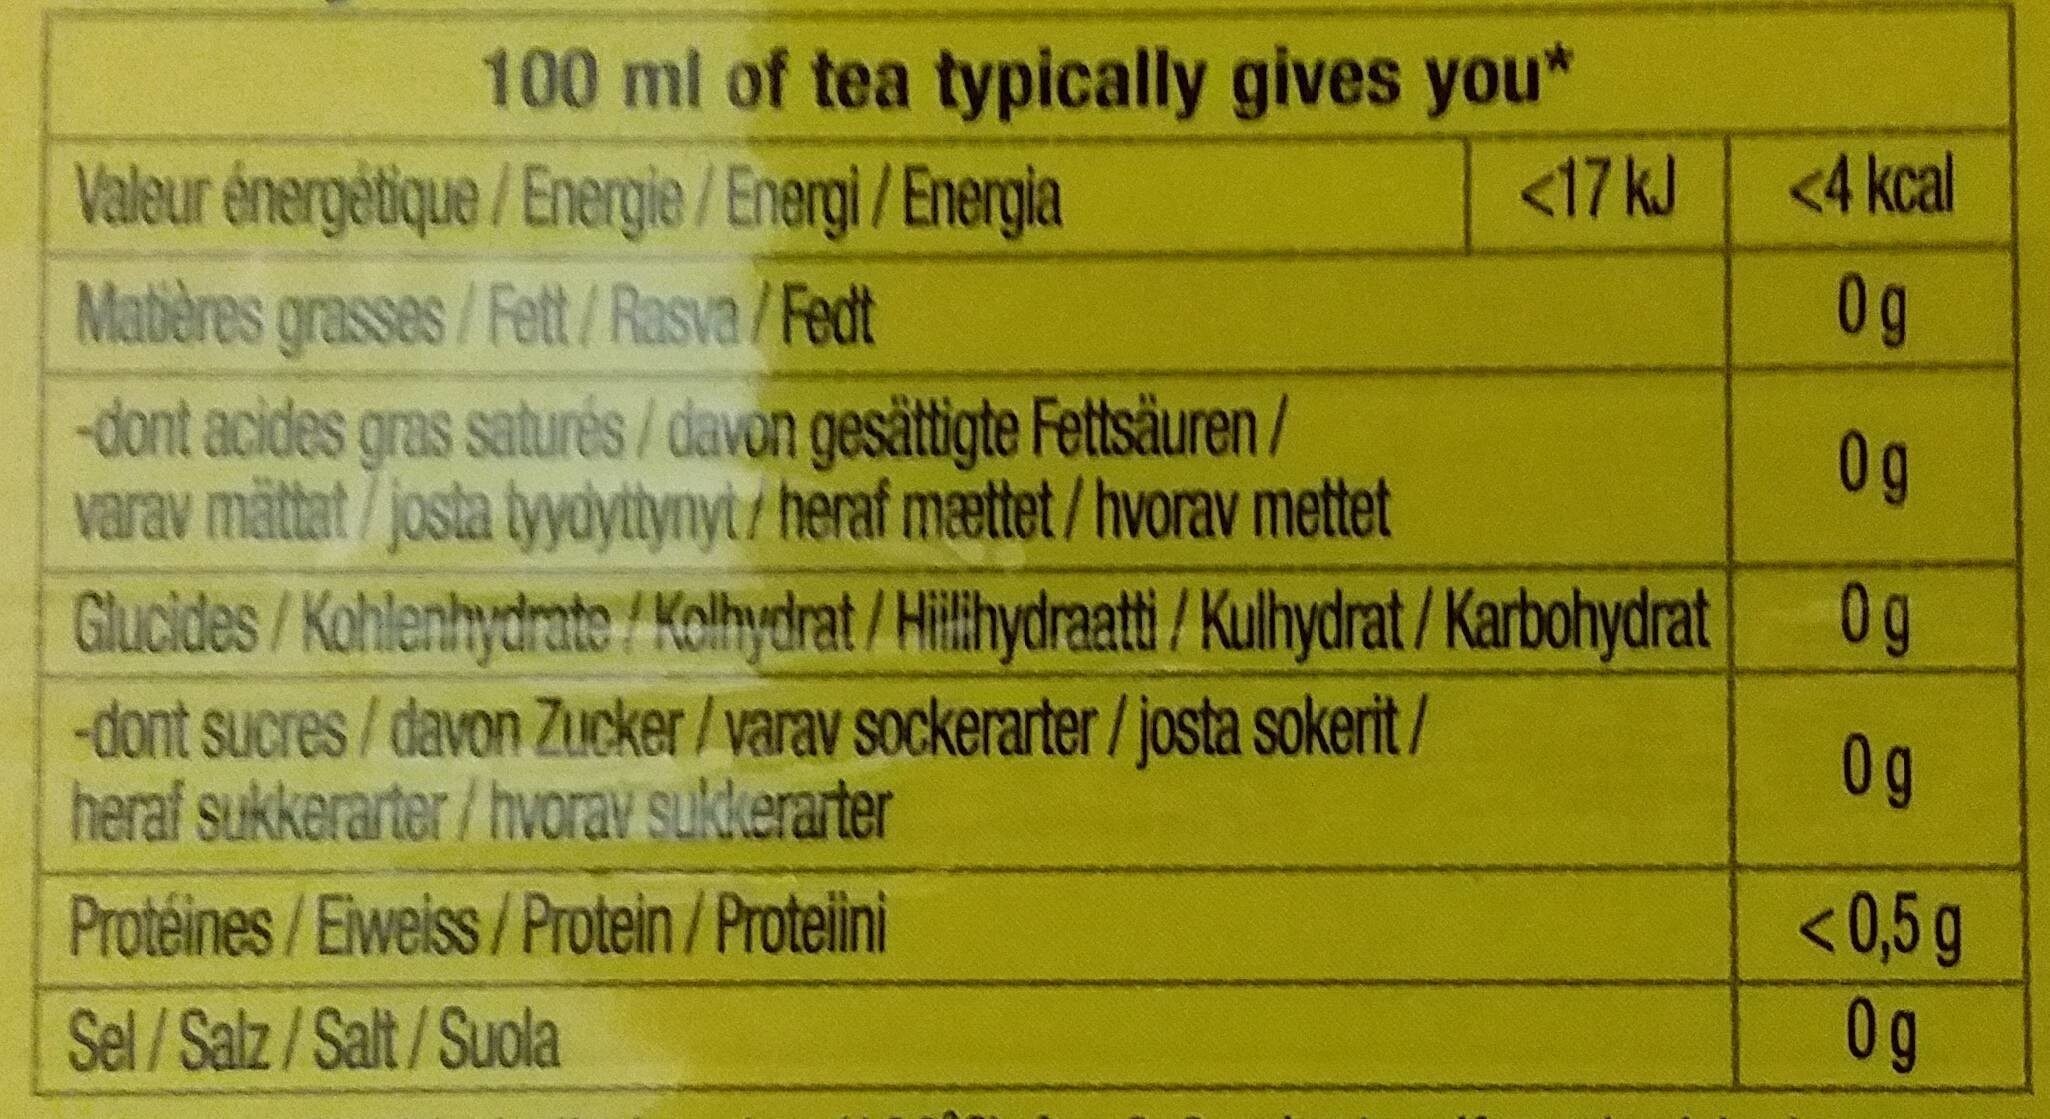 100 ml of tea typically gives you*
Valeur énergétique / Energie / Energi / Energia <17 kJ <4 kcal
Matières grasses / Fett / Rasva / Fedt 0 g
-dont acides gras saturés / davon gesättigte Fettsäuren /
varav mättat / josta tyydyttynyt / heraf mættet / hvorav mettet 0 g
Glucides / Kohlenhydrate / Kolhydrat / Hiilihydraatti / Kulhydrat / Karbohydrat 0 g
-dont sucres / davon Zucker / varav sockerarter / josta sokerit /
heraf sukkerarter / hvorav sukkerarter 0 g
Protéines / Eiweiss / Protein / Proteiini < 0,5 g
Sel / Salz / Salt / Suola 0 g